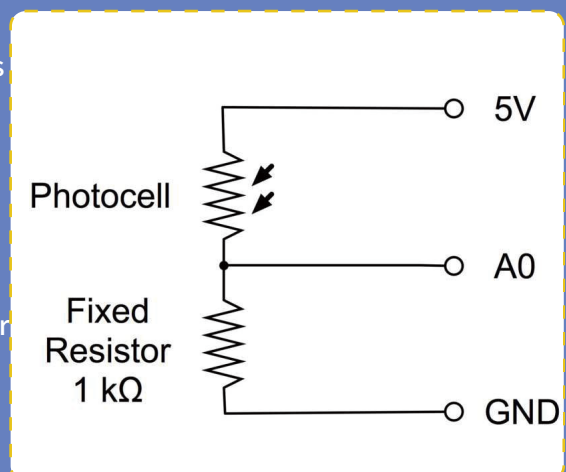 5V
Photocell
A0
Fixed
Resistor
1 kΩ
GND